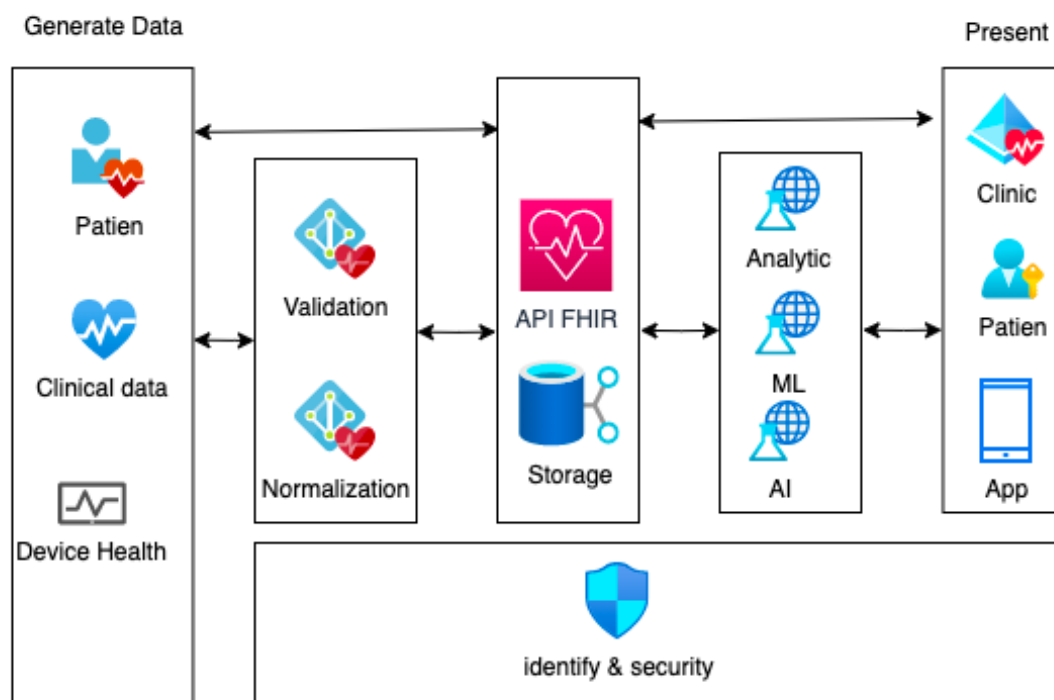 Generate Data
Present
Patien
Clinical data
Device Health
Validation
Normalization
API FHIR
Storage
Analytic
ML
AI
Clinic
Patien
App
identify & security